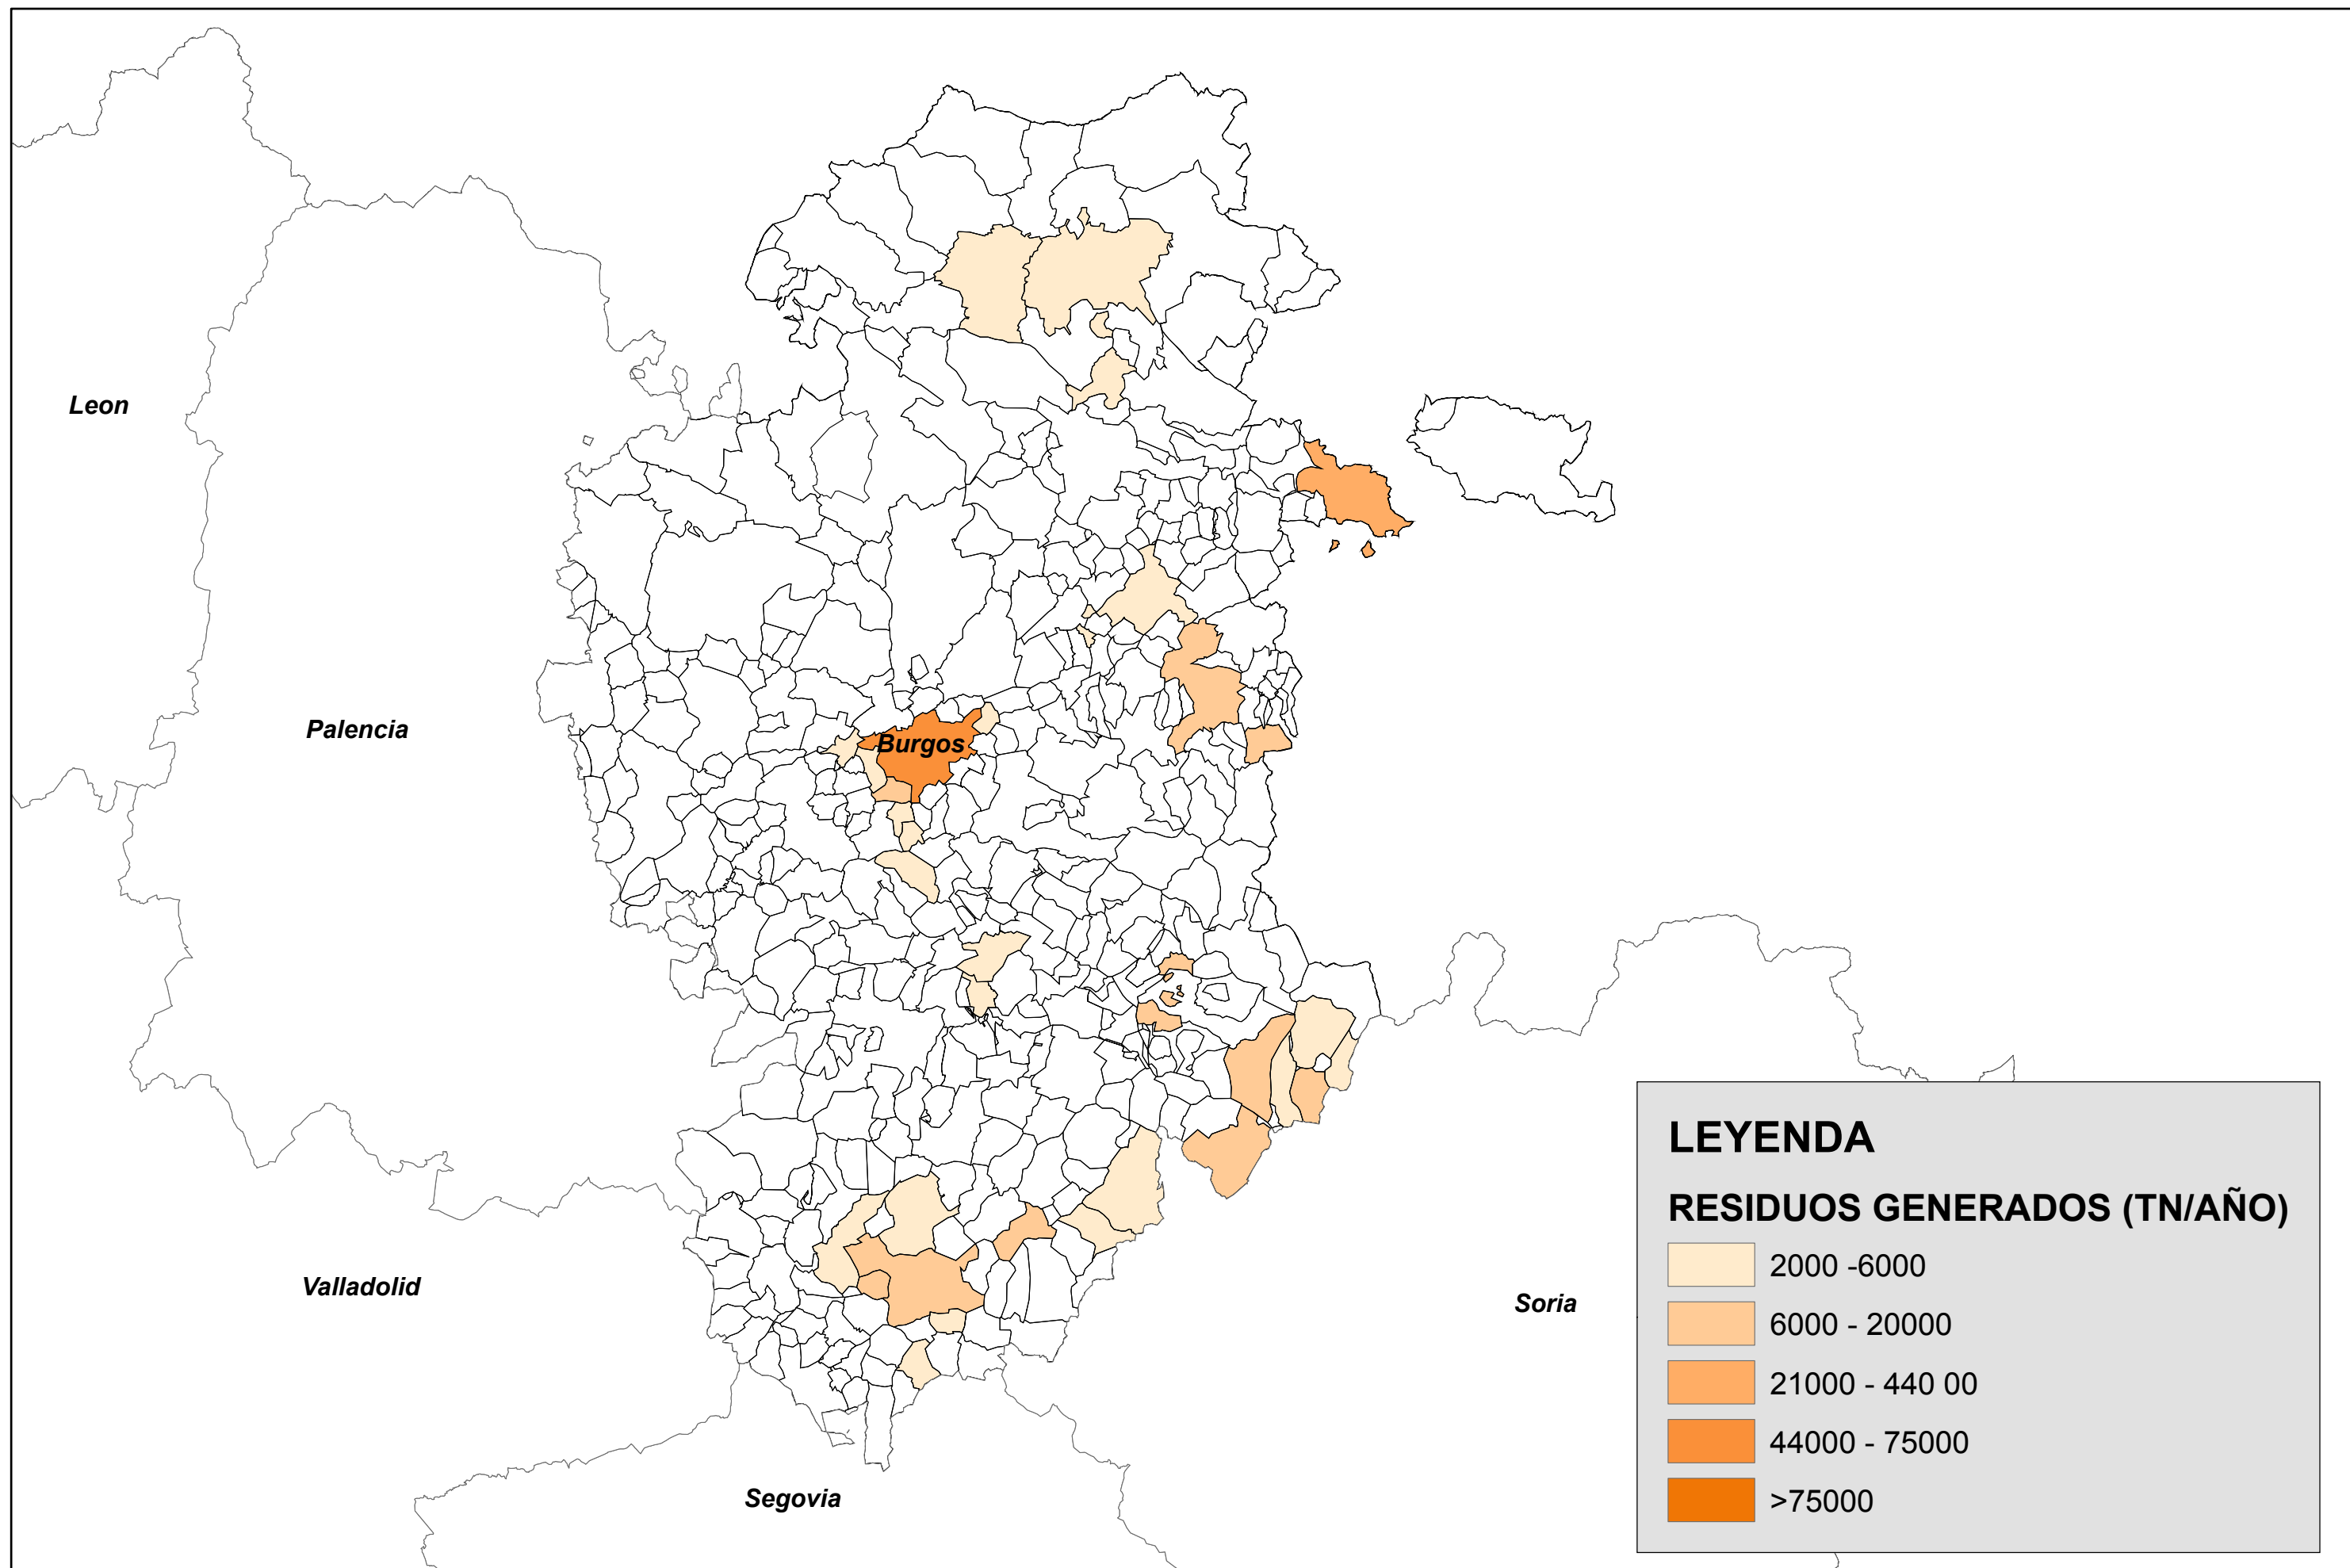 Leon
Palencia
Burgos
Valladolid
Soria
Segovia
LEYENDA
RESIDUOS GENERADOS (TN/AÑO)
2000 -6000
6000 - 20000
21000 - 440 00
44000 - 75000
>75000